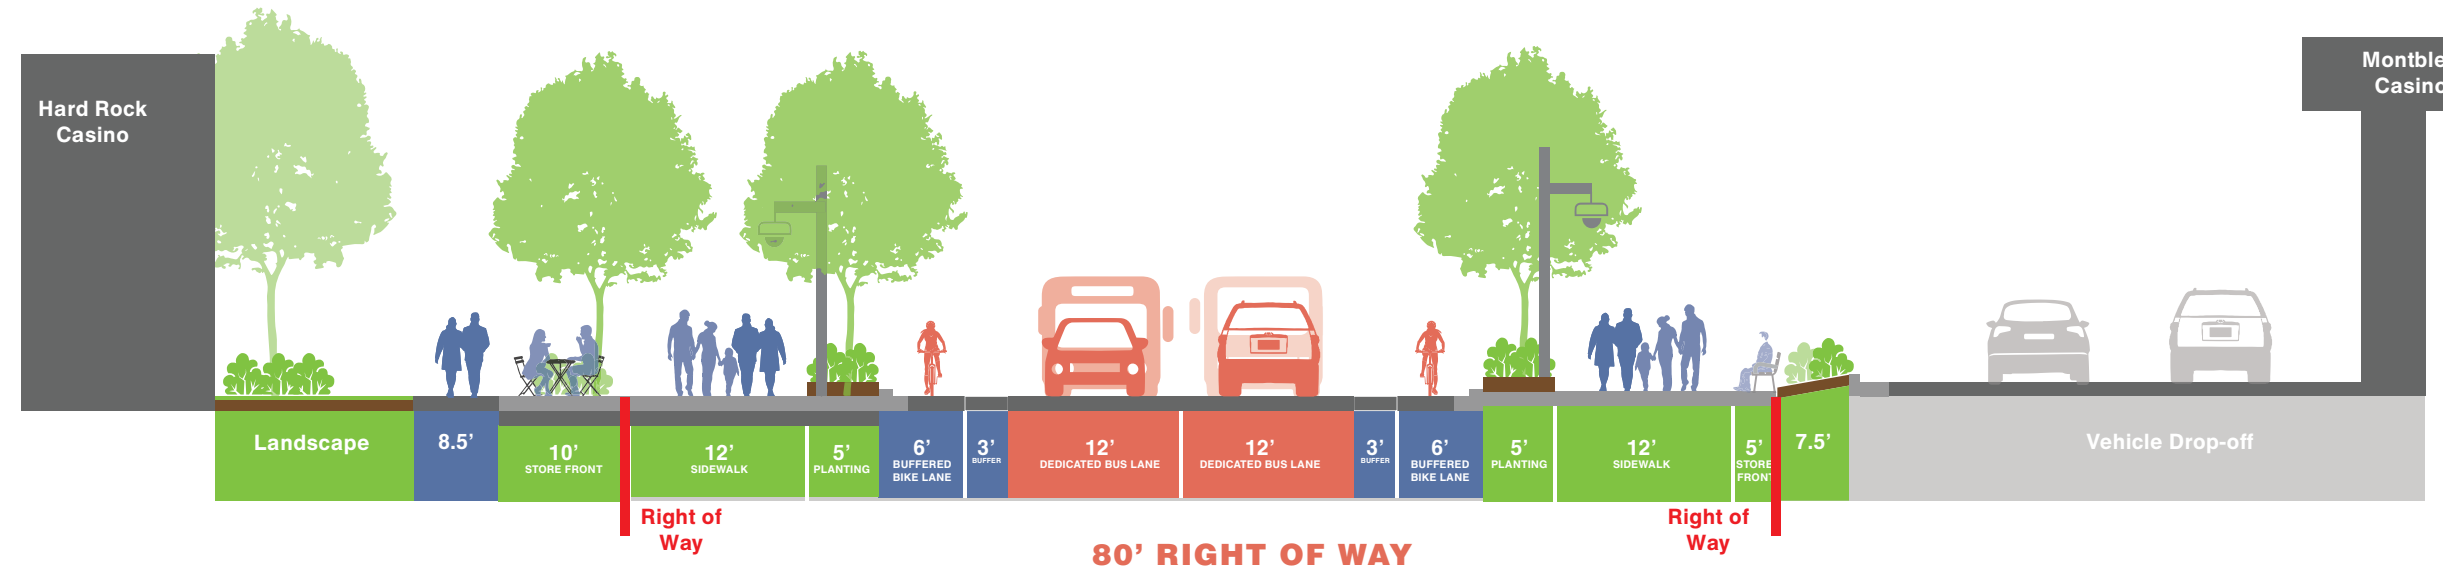 Hard Rock
Casino
Montble
Casino
Landscape
8.5’
10’
STORE FRONT
12’
SIDEWALK
5’
PLANTING
6’
BUFFERED
BIKE LANE
3’
BUFFER
12’
DEDICATED BUS LANE
12’
DEDICATED BUS LANE
3’
BUFFER
6’
BUFFERED
BIKE LANE
5’
PLANTING
12’
SIDEWALK
5’
STORE
FRONT
7.5’
Vehicle Drop-off
Right of
Way
Right of
Way
80’ RIGHT OF WAY